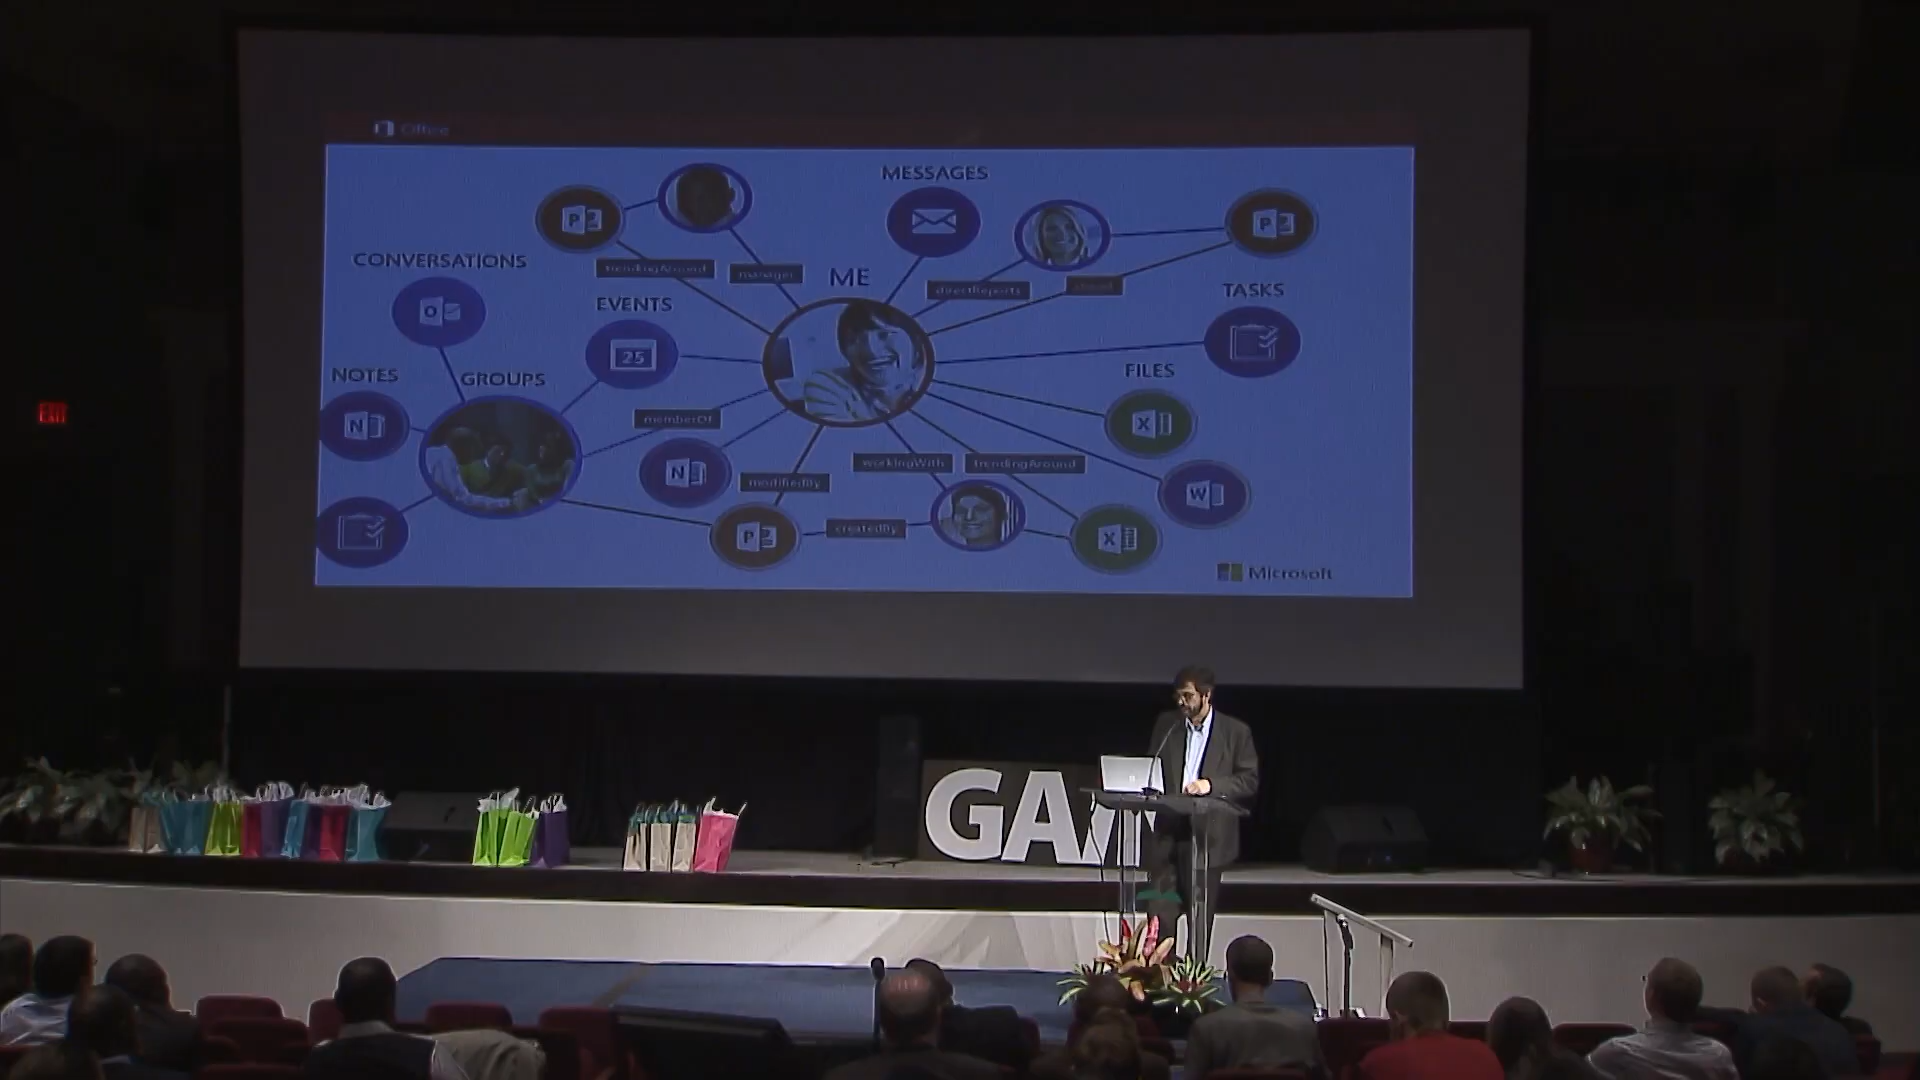 Office
MESSAGES
CONVERSATIONS
trendingAround
manager
ME
directReports
shared
TASKS
EVENTS
25
NOTES
GROUPS
FILES
memberOf
workingWith
trendingAround
modifiedBy
createdBy
Microsoft
EXIT
P
P
O
N
N
X
W
P
X
GA